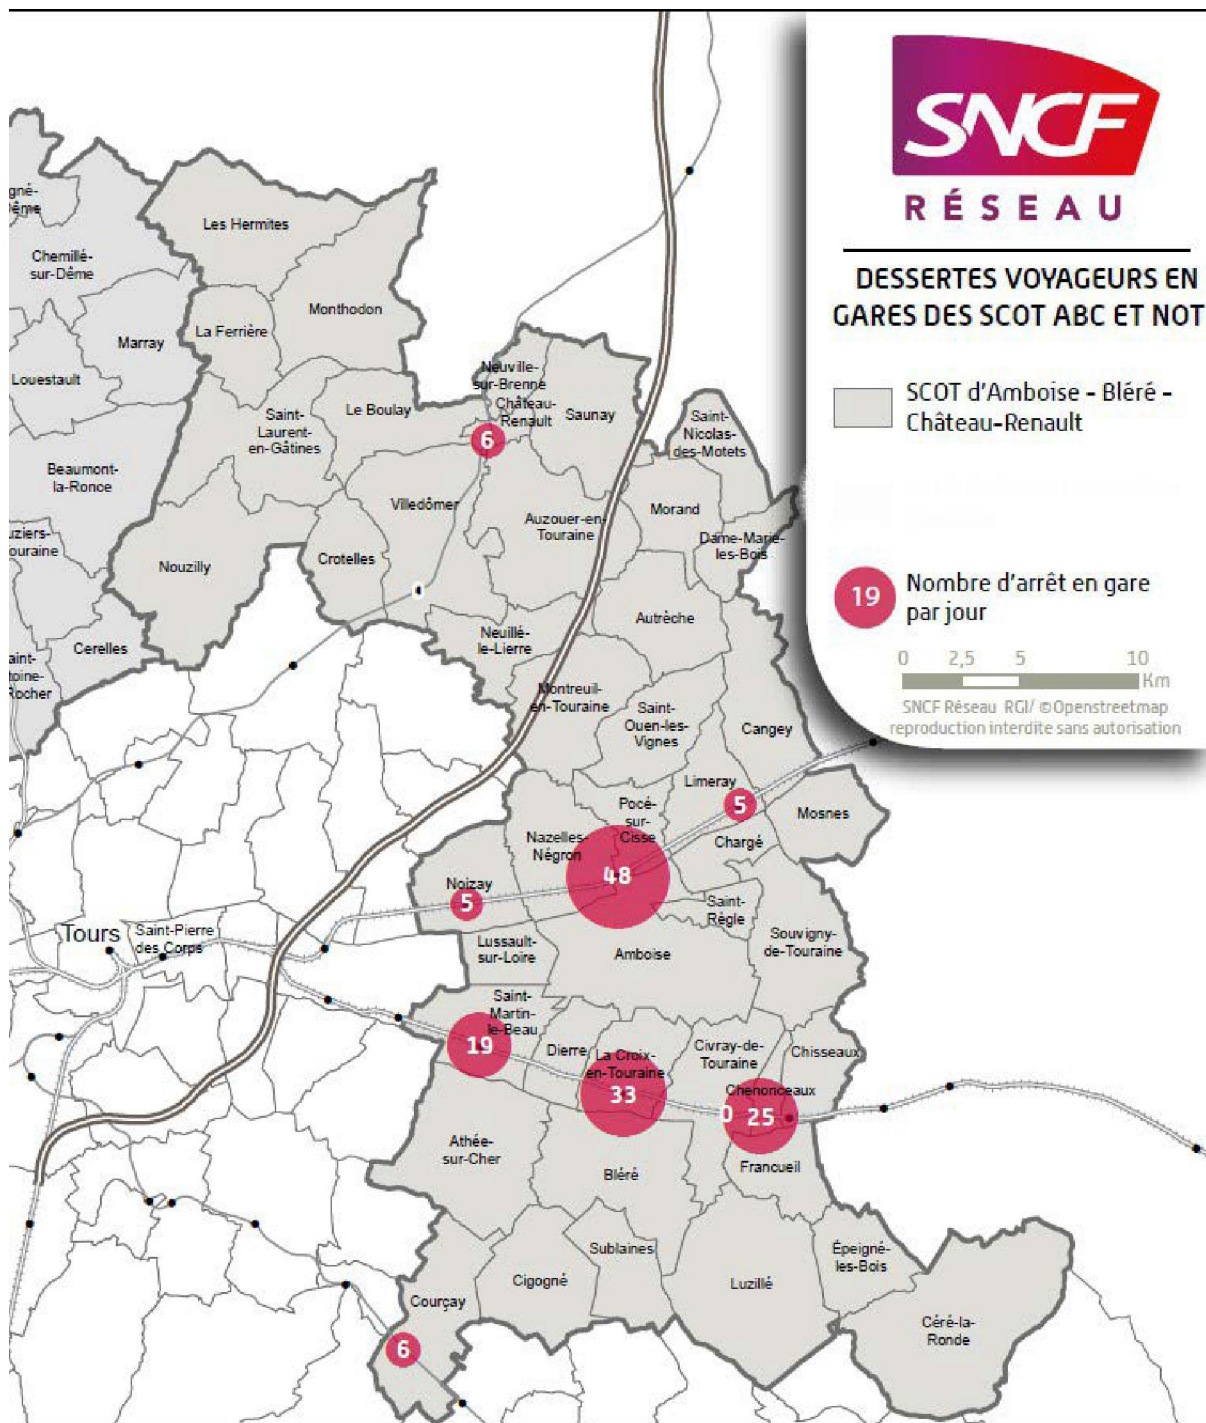 SNCF
RÉSEAU
DESSERTES VOYAGEURS EN
GARES DES SCOT ABC ET NOT
SCOT d'Amboise - Bléré -
Château-Renault
19
Nombre d'arrêt en gare
par jour
0 2,5 5 10
Km
SNCF Réseau RGI/ ©Openstreetmap
reproduction interdite sans autorisation
Les Hermites
Chemillé-
sur-Dême
Monthodon
La Ferrière
Marray
Louestault
Neuville-
sur-Brenne
Château-
Renault
6
Le Boulay
Saunay
Saint-
Laurent-
en-Gâtines
Saint-
Nicolas-
des-Motets
Beaumont-
la-Ronce
Villedômer
Auzouer-en-
Touraine
Morand
Dame-Marie-
les-Bois
Crotelles
Nouzilly
Autrèche
Neuillé-
le-Lierre
Cerelles
Montreuil-
en-Touraine
Saint-
Ouen-les-
Vignes
Cangey
Limeray
5
Mosnes
Pocé-
sur-
Cisse
Nazelles-
Négron
48
Chargé
Noizay
5
Saint-
Règle
Tours
Saint-Pierre
des Corps
Lussault-
sur-Loire
Amboise
Souvigny-
de-Touraine
Saint-
Martin-
le-Beau
19
Dierre
La Croix-
en-Touraine
33
Civray-de-
Touraine
Chisseaux
Chenonceaux
0
25
Athée-
sur-Cher
Bléré
Francueil
Sublaines
Épeigné-
les-Bois
Cigogné
Luzillé
Courçay
6
Céré-la-
Ronde